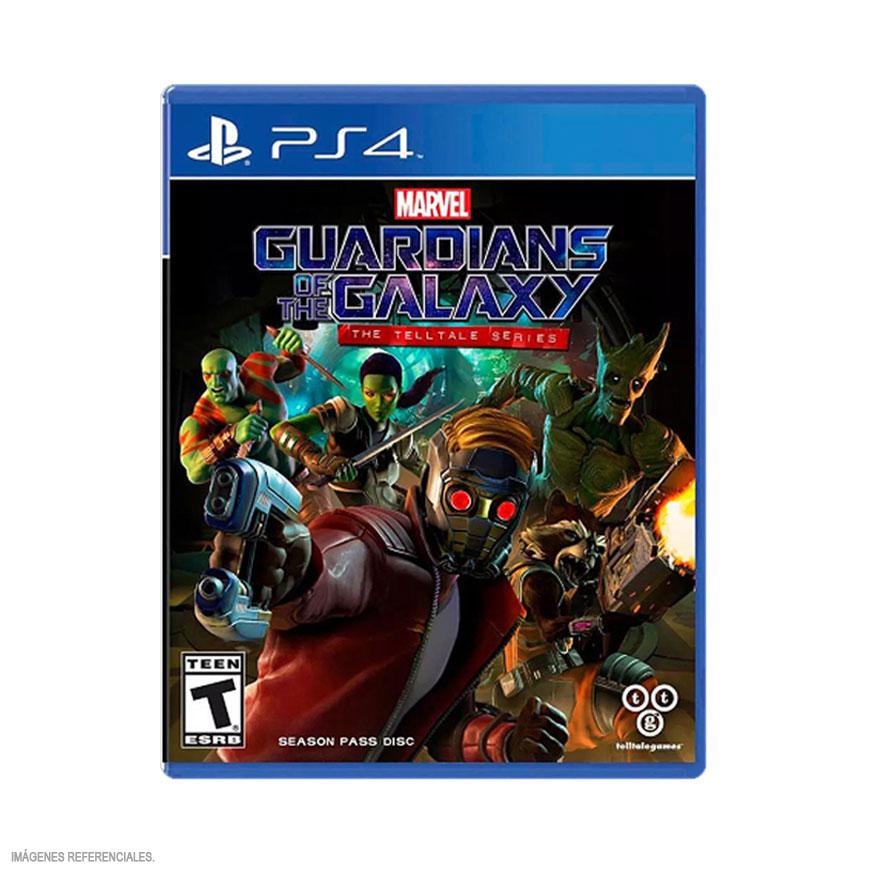 PS4
MARVEL
GUARDIANS
OF THE GALAXY
THE TELLTALE SERIES
TEEN
T
ESRB
SEASON PASS DISC
t t
g
telltalegames
IMÁGENES REFERENCIALES.